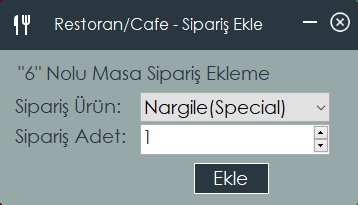 Restoran/Cafe - Sipariş Ekle
"6" Nolu Masa Sipariş Ekleme
Sipariş Ürün: Nargile(Special)
Sipariş Adet: 1
Ekle